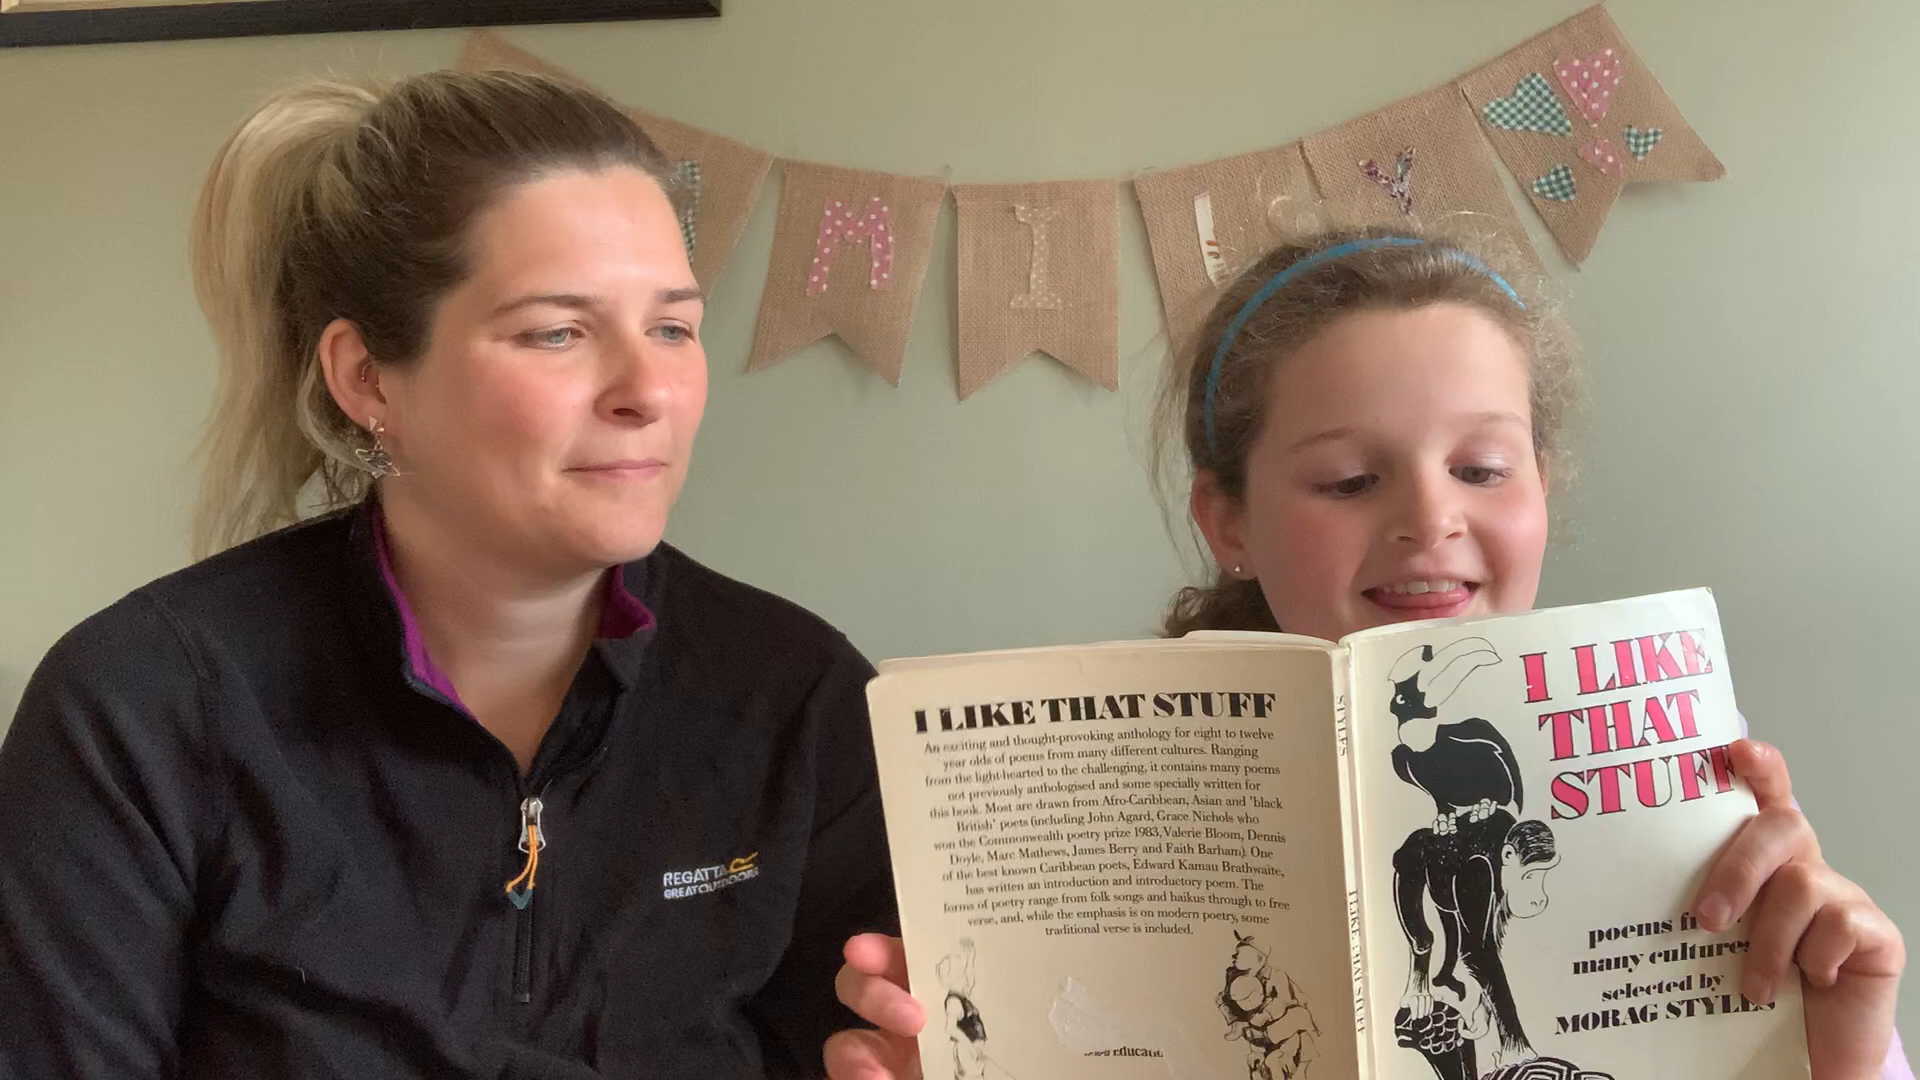 M I L Y
I LIKE THAT STUFF
An exciting and thought-provoking anthology for eight to twelve
year olds of poems from many different cultures. Ranging
from the light-hearted to the challenging, it contains many poems
not previously anthologised and some specially written for
this book. Most are drawn from Afro-Caribbean, Asian and 'black
British' poets (including John Agard, Grace Nichols who
won the Commonwealth poetry prize 1983, Valerie Bloom, Dennis
Doyle, Marc Mathews, James Berry and Faith Barham). One
of the best known Caribbean poets, Edward Kamau Brathwaite,
has written an introduction and introductory poem. The
forms of poetry range from folk songs and haikus through to free
verse, and, while the emphasis is on modern poetry, some
traditional verse is included.
STYLES
I LIKE THAT STUFF
I LIKE
THAT
STUFF
poems
many cultures
selected by
MORAG STYLES
REGATTA
GREAT OUTDOORS